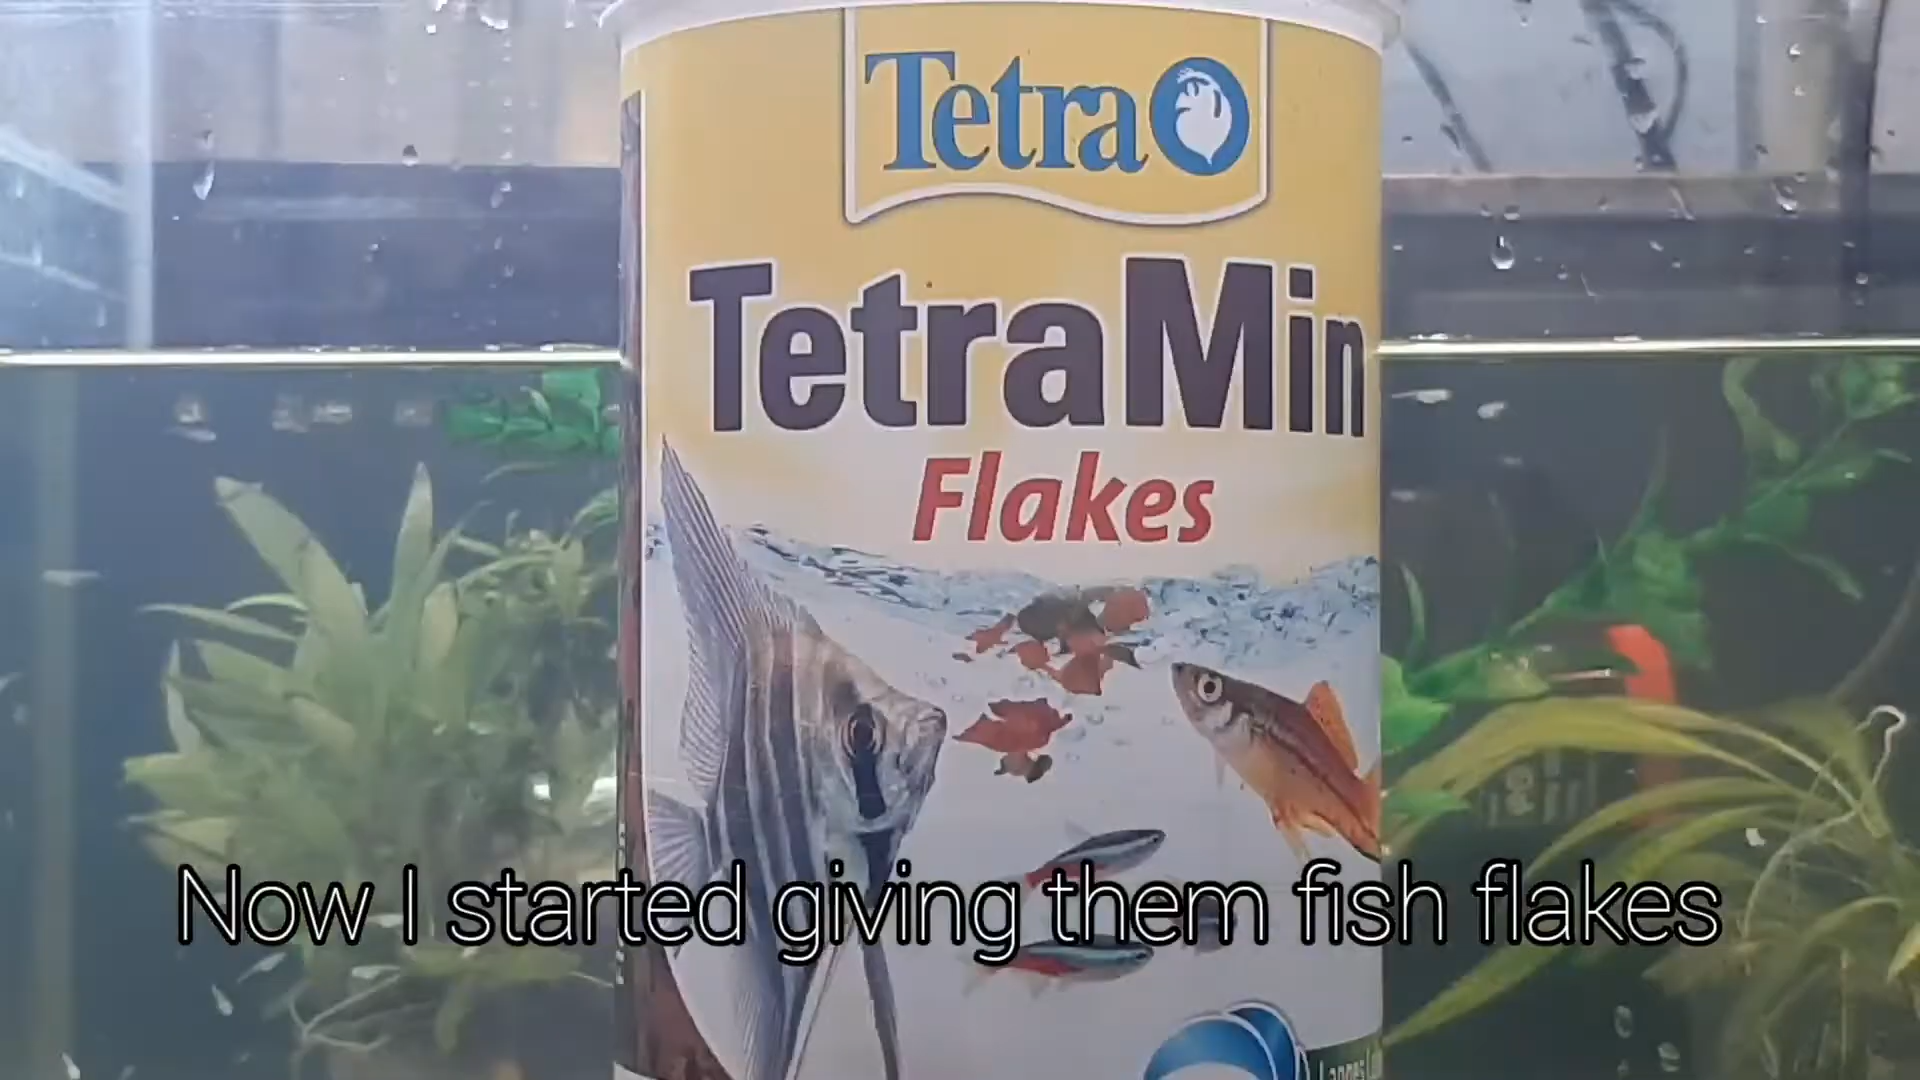 Tetra
TetraMin
Flakes
Now I started giving them fish flakes